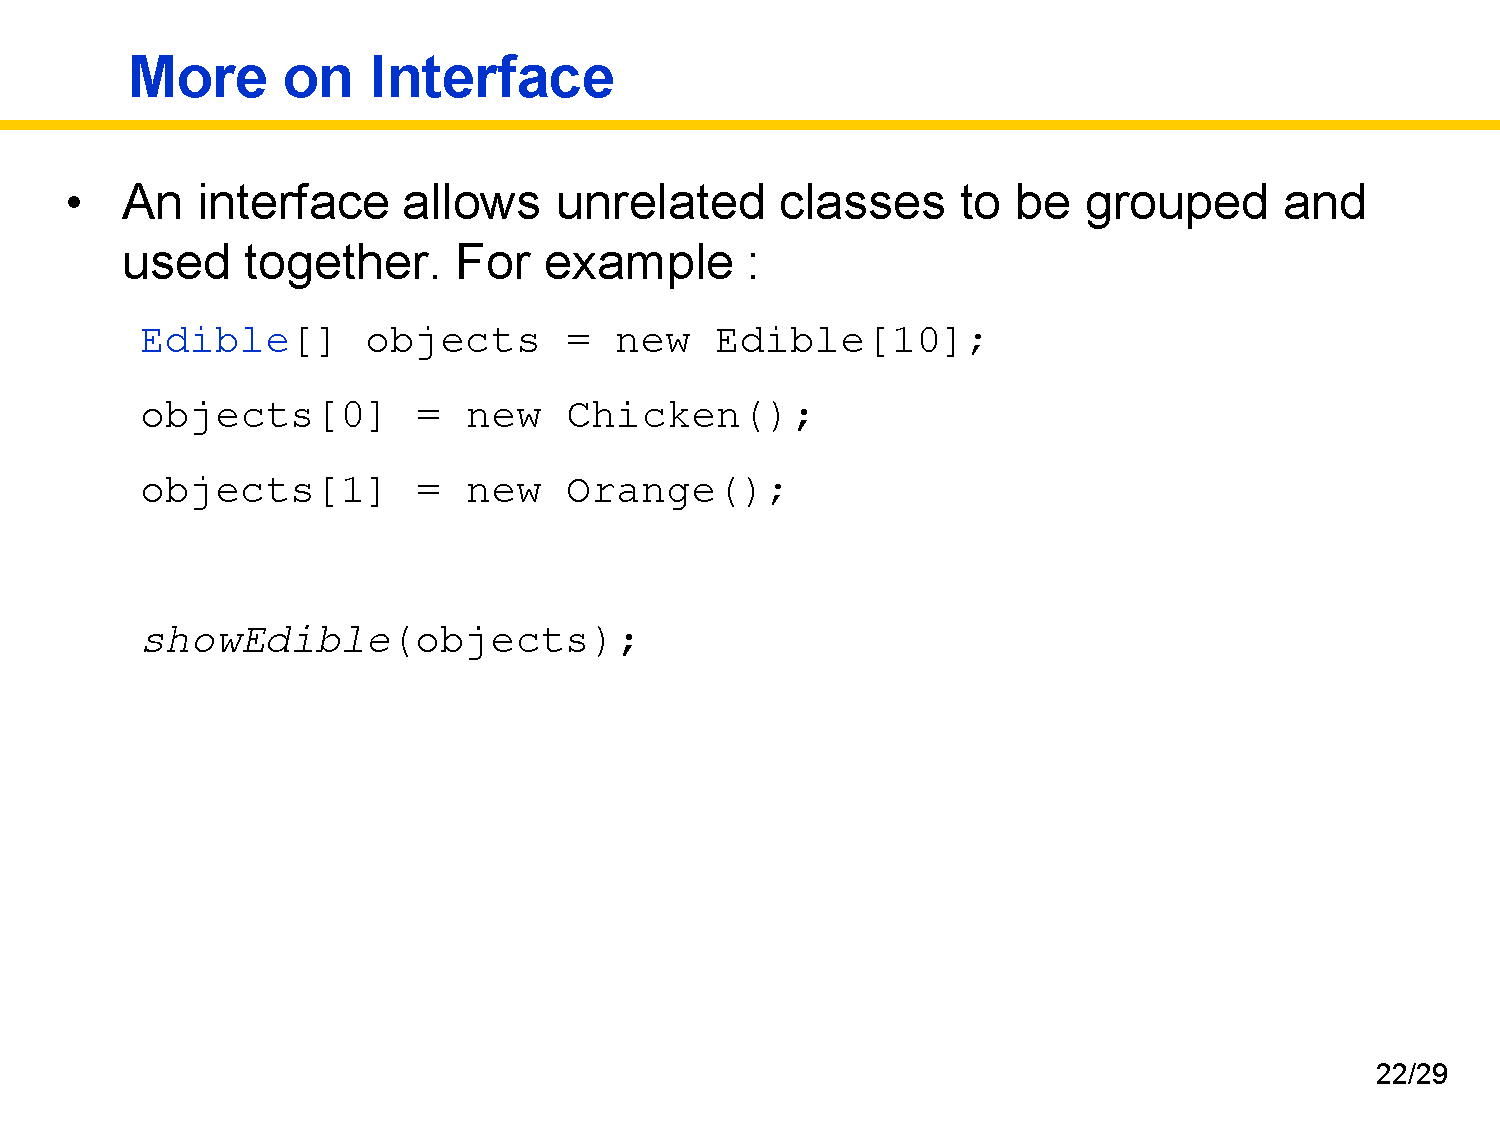 More on Interface
• An interface allows unrelated classes to be grouped and
used together. For example :
Edible[] objects = new Edible[10];
objects[0] = new Chicken();
objects[1] = new Orange();
showEdible(objects);
22/29